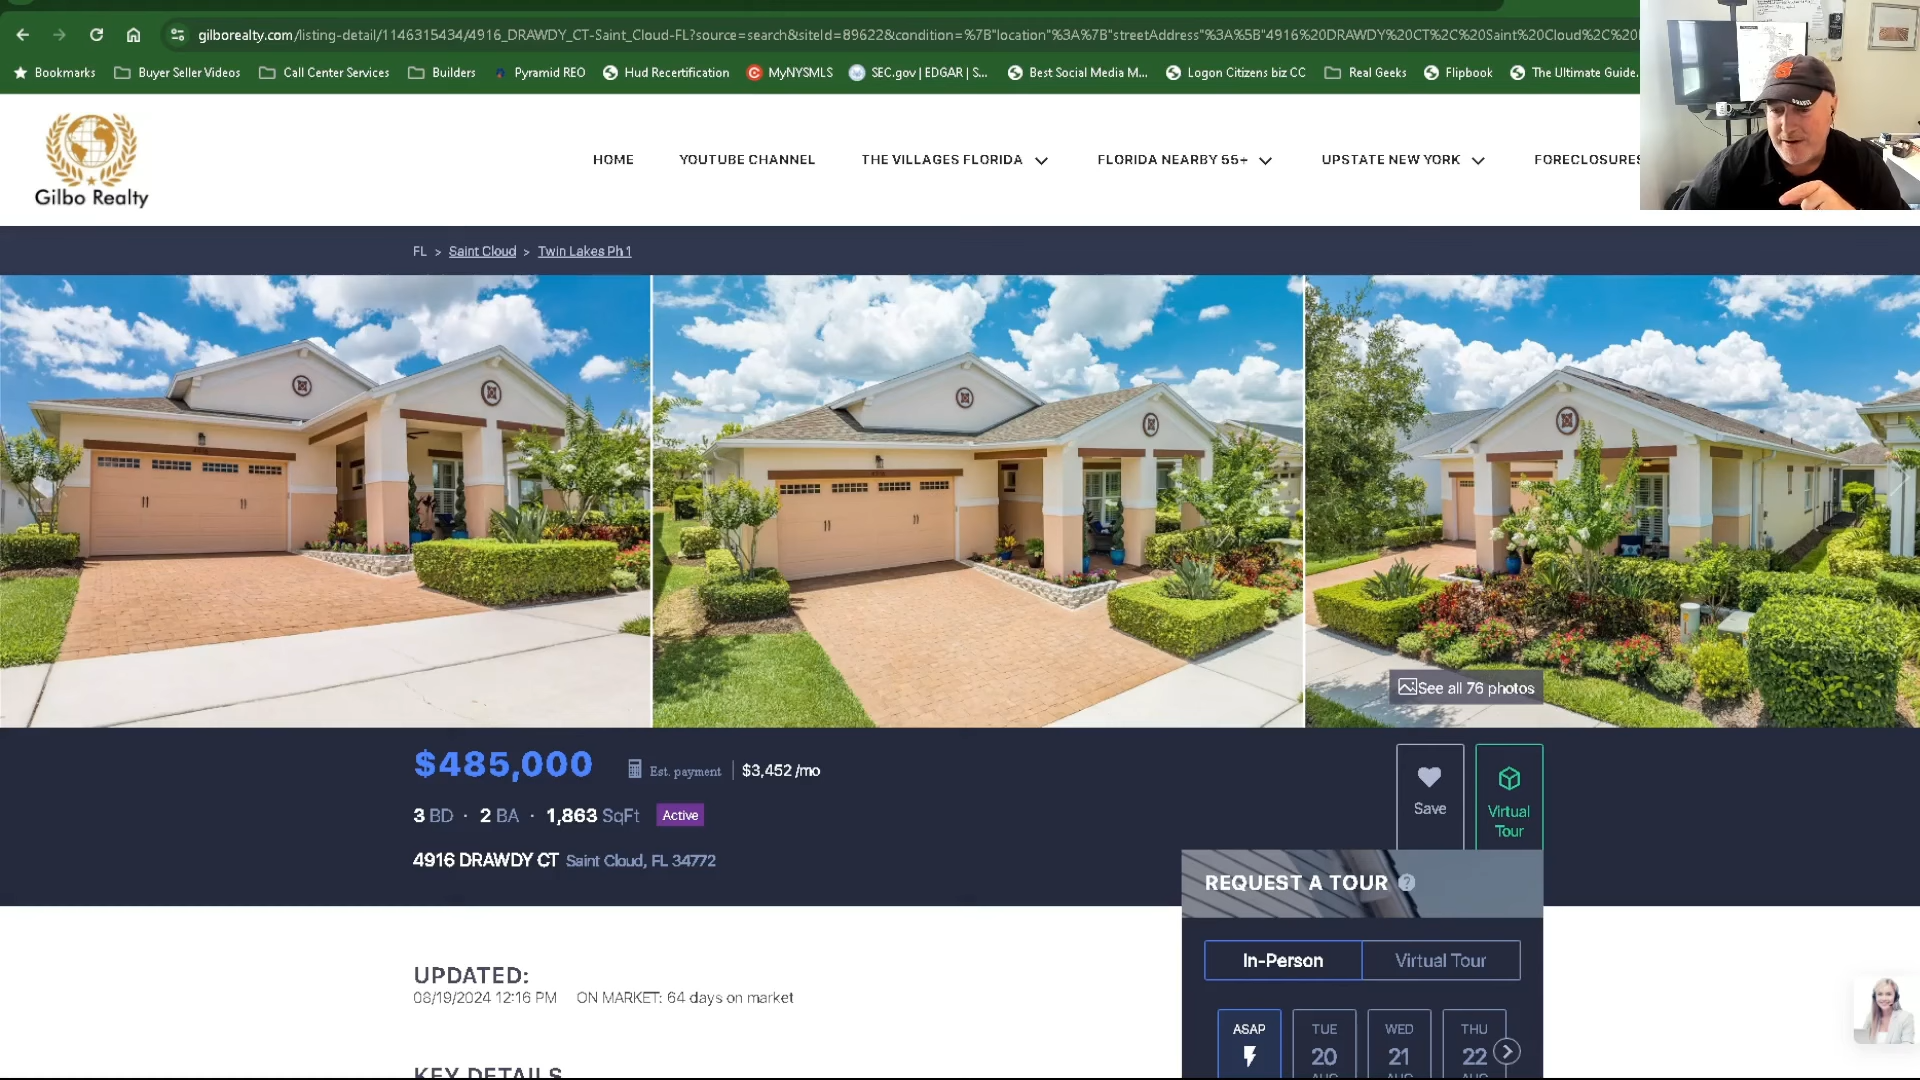 gilborealty.com/listing-detail/1146315434/4916_DRAWDY_CT-Saint_Cloud-FL?source=search&siteId=89622&condition=%7B"location"%3A%7B"streetAddress"%3A%5B"4916%20DRAWDY%20CT%2C%20Saint%20Cloud%2C%20
Bookmarks Buyer Seller Videos Call Center Services Builders Pyramid REO Hud Recertification MyNYSMLS SEC.gov | EDGAR | S... Best Social Media M... Logon Citizens biz CC Real Geeks Flipbook The Ultimate Guide.
Gilbo Realty
HOME YOUTUBE CHANNEL THE VILLAGES FLORIDA FLORIDA NEARBY 55+ UPSTATE NEW YORK FORECLOSURES
FL > Saint Cloud > Twin Lakes Ph 1
See all 76 photos
$485,000 Est. payment $3,452 /mo
3 BD · 2 BA · 1,863 SqFt Active
4916 DRAWDY CT Saint Cloud, FL 34772
Save
Virtual
Tour
REQUEST A TOUR ?
In-Person Virtual Tour
UPDATED:
08/19/2024 12:16 PM ON MARKET: 64 days on market
ASAP TUE WED THU
20 21 22
AUG AUG AUG
KEY DETAILS